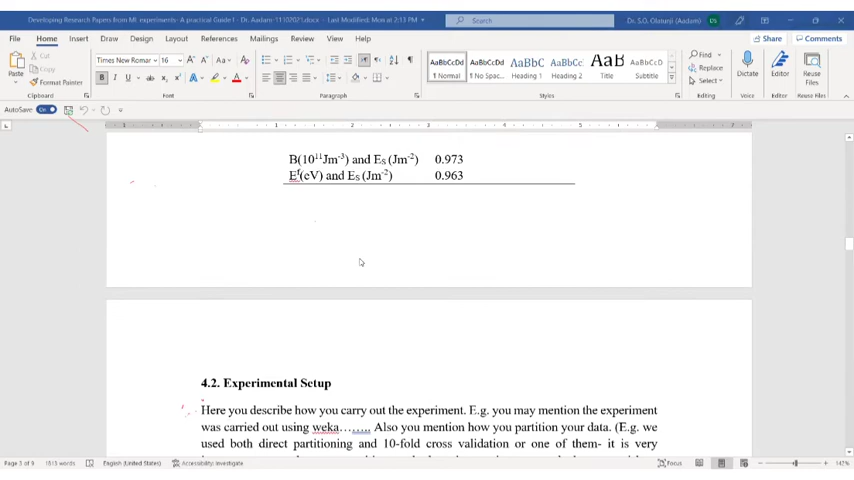 Developing Research Papers from ML experiments- A practical Guide I - Dr. Aadam-11102021.docx • Last Modified: Mon at 2:13 PM
Search
Dr. S.O. Olatunji (Aadam)
File Home Insert Draw Design Layout References Mailings Review View Help
Share Comments
Cut
Copy
Format Painter
Paste
Clipboard
Times New Roman 16
Font
Paragraph
AaBbCcDd AaBbCcDd AaBbC AaBbCc AaB AaBbCcD
1 Normal 1 No Spac... Heading 1 Heading 2 Title Subtitle
Styles
Find
Replace
Select
Editing
Dictate
Voice
Editor
Editor
Reuse Files
Reuse Files
AutoSave On
B(10¹¹Jm⁻³) and Eₛ (Jm⁻²) 0.973
Eᶠ(eV) and Eₛ (Jm⁻²) 0.963
4.2. Experimental Setup
Here you describe how you carry out the experiment. E.g. you may mention the experiment
was carried out using weka…….. Also you mention how you partition your data. (E.g. we
used both direct partitioning and 10-fold cross validation or one of them- it is very
English (United States) Accessibility: Investigate
Focus
142%